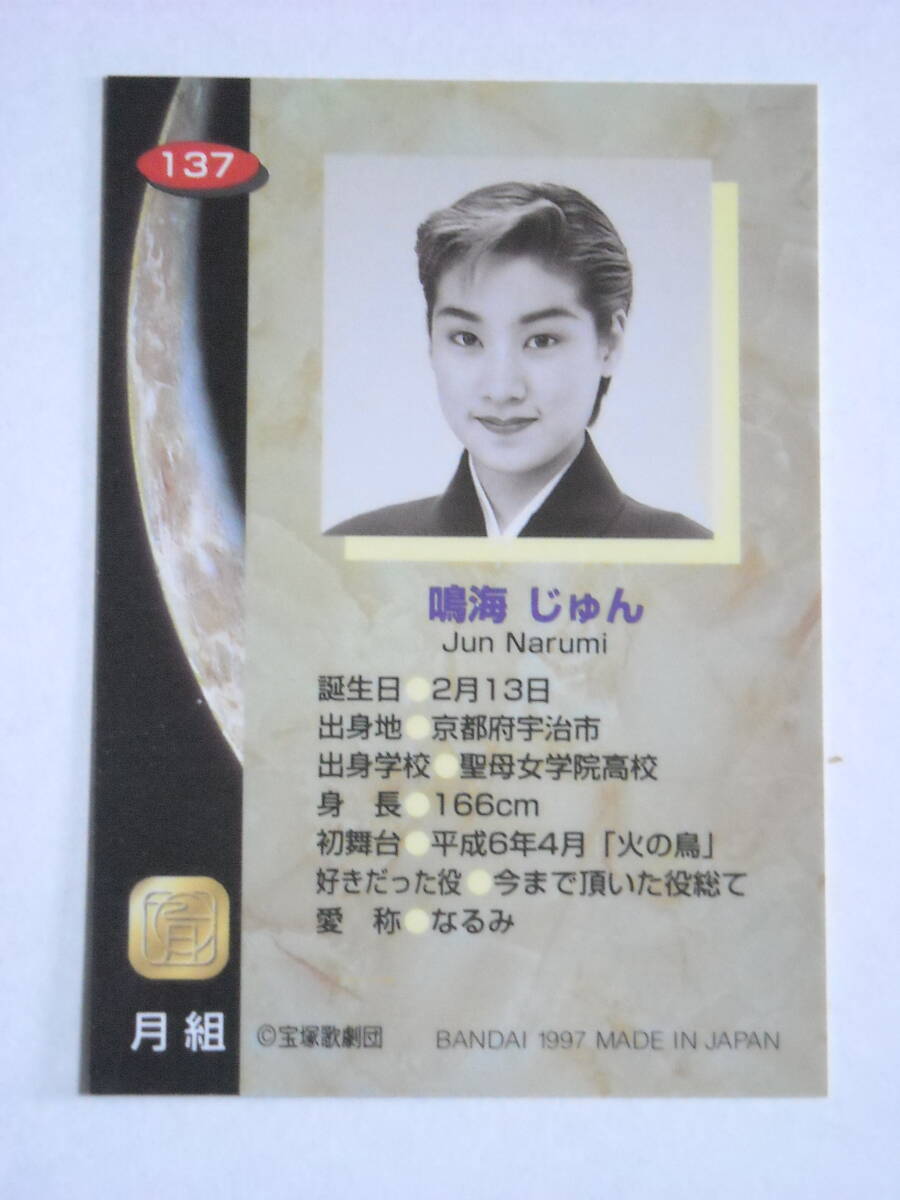 137
鳴海 じゅん
Jun Narumi
誕生日●2月13日
出身地●京都府宇治市
出身学校●聖母女学院高校
身　長●166cm
初舞台●平成6年4月「火の鳥」
好きだった役●今まで頂いた役総て
愛　称●なるみ
月
月組
©宝塚歌劇団
BANDAI 1997 MADE IN JAPAN